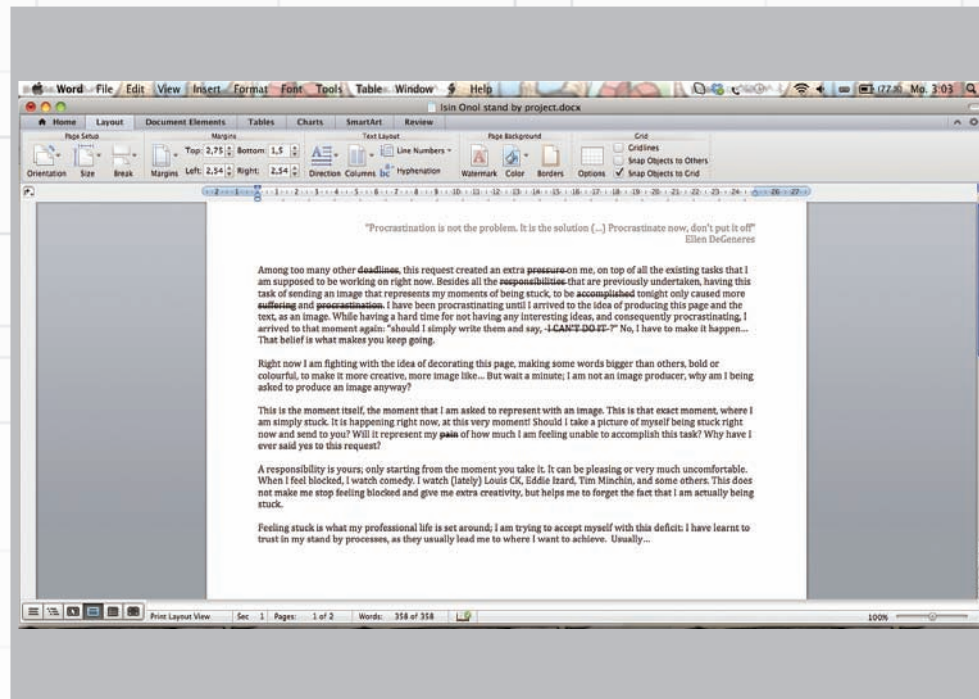 Word File Edit View Insert Format Font Tools Table Window Help (77%) Mo. 3:03
Isin Onol stand by project.docx
Home Layout Document Elements Tables Charts SmartArt Review
Page Setup Margins Text Layout Page Background Grid
Orientation Size Break Margins Top: 2,75 Bottom: 1,5 Left: 2,54 Right: 2,54 Direction Columns Line Numbers Hyphenation Watermark Color Borders Options Gridlines Snap Objects to Others Snap Objects to Grid
"Procrastination is not the problem. It is the solution (...) Procrastinate now, don't put it off"
Ellen DeGeneres
Among too many other deadlines, this request created an extra pressure on me, on top of all the existing tasks that I
am supposed to be working on right now. Besides all the responsibilities that are previously undertaken, having this
task of sending an image that represents my moments of being stuck, to be accomplished tonight only caused more
suffering and procrastination. I have been procrastinating until I arrived to the idea of producing this page and the
text, as an image. While having a hard time for not having any interesting ideas, and consequently procrastinating, I
arrived to that moment again: "should I simply write them and say, -I CAN'T DO IT-?" No, I have to make it happen...
That belief is what makes you keep going.
Right now I am fighting with the idea of decorating this page, making some words bigger than others, bold or
colourful, to make it more creative, more image like... But wait a minute; I am not an image producer, why am I being
asked to produce an image anyway?
This is the moment itself, the moment that I am asked to represent with an image. This is that exact moment, where I
am simply stuck. It is happening right now, at this very moment! Should I take a picture of myself being stuck right
now and send to you? Will it represent my pain of how much I am feeling unable to accomplish this task? Why have I
ever said yes to this request?
A responsibility is yours; only starting from the moment you take it. It can be pleasing or very much uncomfortable.
When I feel blocked, I watch comedy. I watch (lately) Louis CK, Eddie Izard, Tim Minchin, and some others. This does
not make me stop feeling blocked and give me extra creativity, but helps me to forget the fact that I am actually being
stuck.
Feeling stuck is what my professional life is set around; I am trying to accept myself with this deficit; I have learnt to
trust in my stand by processes, as they usually lead me to where I want to achieve. Usually...
Print Layout View Sec 1 Pages: 1 of 2 Words: 358 of 358 100%